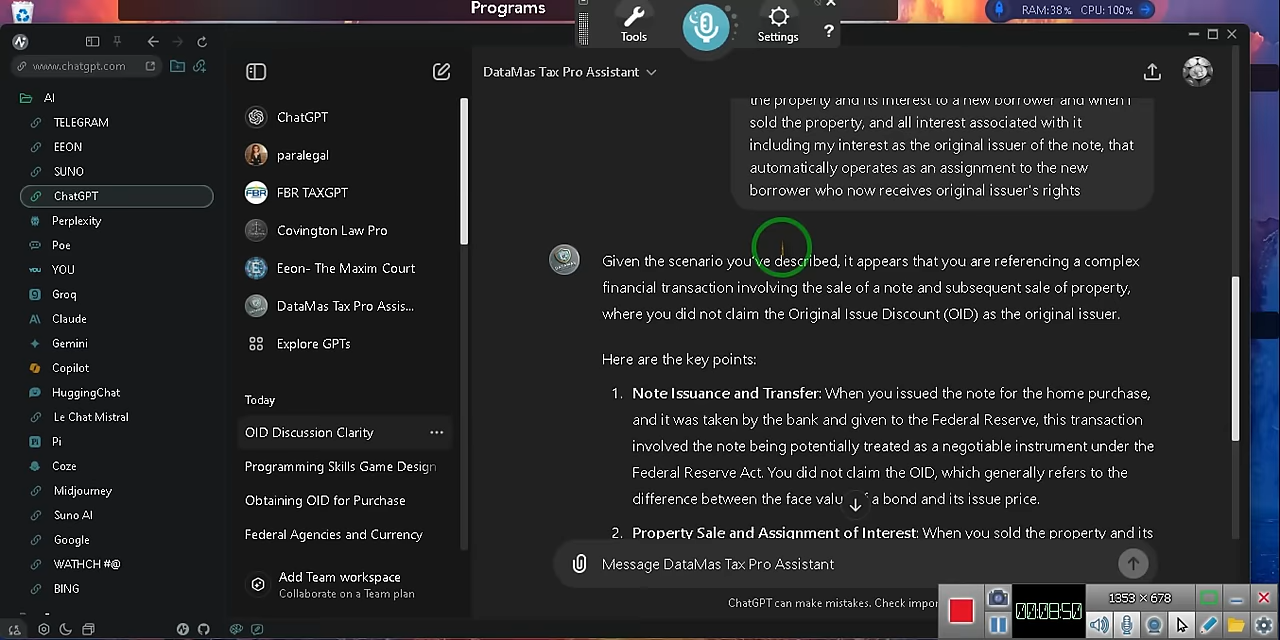 Programs
Tools
Settings
?
RAM:38% CPU:100%
www.chatgpt.com
AI
TELEGRAM
EEON
SUNO
ChatGPT
Perplexity
Poe
YOU
Groq
Claude
Gemini
Copilot
HuggingChat
Le Chat Mistral
Pi
Coze
Midjourney
Suno AI
Google
WATHCH #@
BING
ChatGPT
paralegal
FBR TAXGPT
Covington Law Pro
Eeon- The Maxim Court
DataMas Tax Pro Assis...
Explore GPTs
Today
OID Discussion Clarity
Programming Skills Game Design
Obtaining OID for Purchase
Federal Agencies and Currency
Add Team workspace
Collaborate on a Team plan
DataMas Tax Pro Assistant
the property and its interest to a new borrower and when I
sold the property, and all interest associated with it
including my interest as the original issuer of the note, that
automatically operates as an assignment to the new
borrower who now receives original issuer's rights
Given the scenario you've described, it appears that you are referencing a complex
financial transaction involving the sale of a note and subsequent sale of property,
where you did not claim the Original Issue Discount (OID) as the original issuer.
Here are the key points:
1. Note Issuance and Transfer: When you issued the note for the home purchase,
and it was taken by the bank and given to the Federal Reserve, this transaction
involved the note being potentially treated as a negotiable instrument under the
Federal Reserve Act. You did not claim the OID, which generally refers to the
difference between the face valu f a bond and its issue price.
2. Property Sale and Assignment of Interest: When you sold the property and its
Message DataMas Tax Pro Assistant
ChatGPT can make mistakes. Check impor
1353 × 678
00:08:50